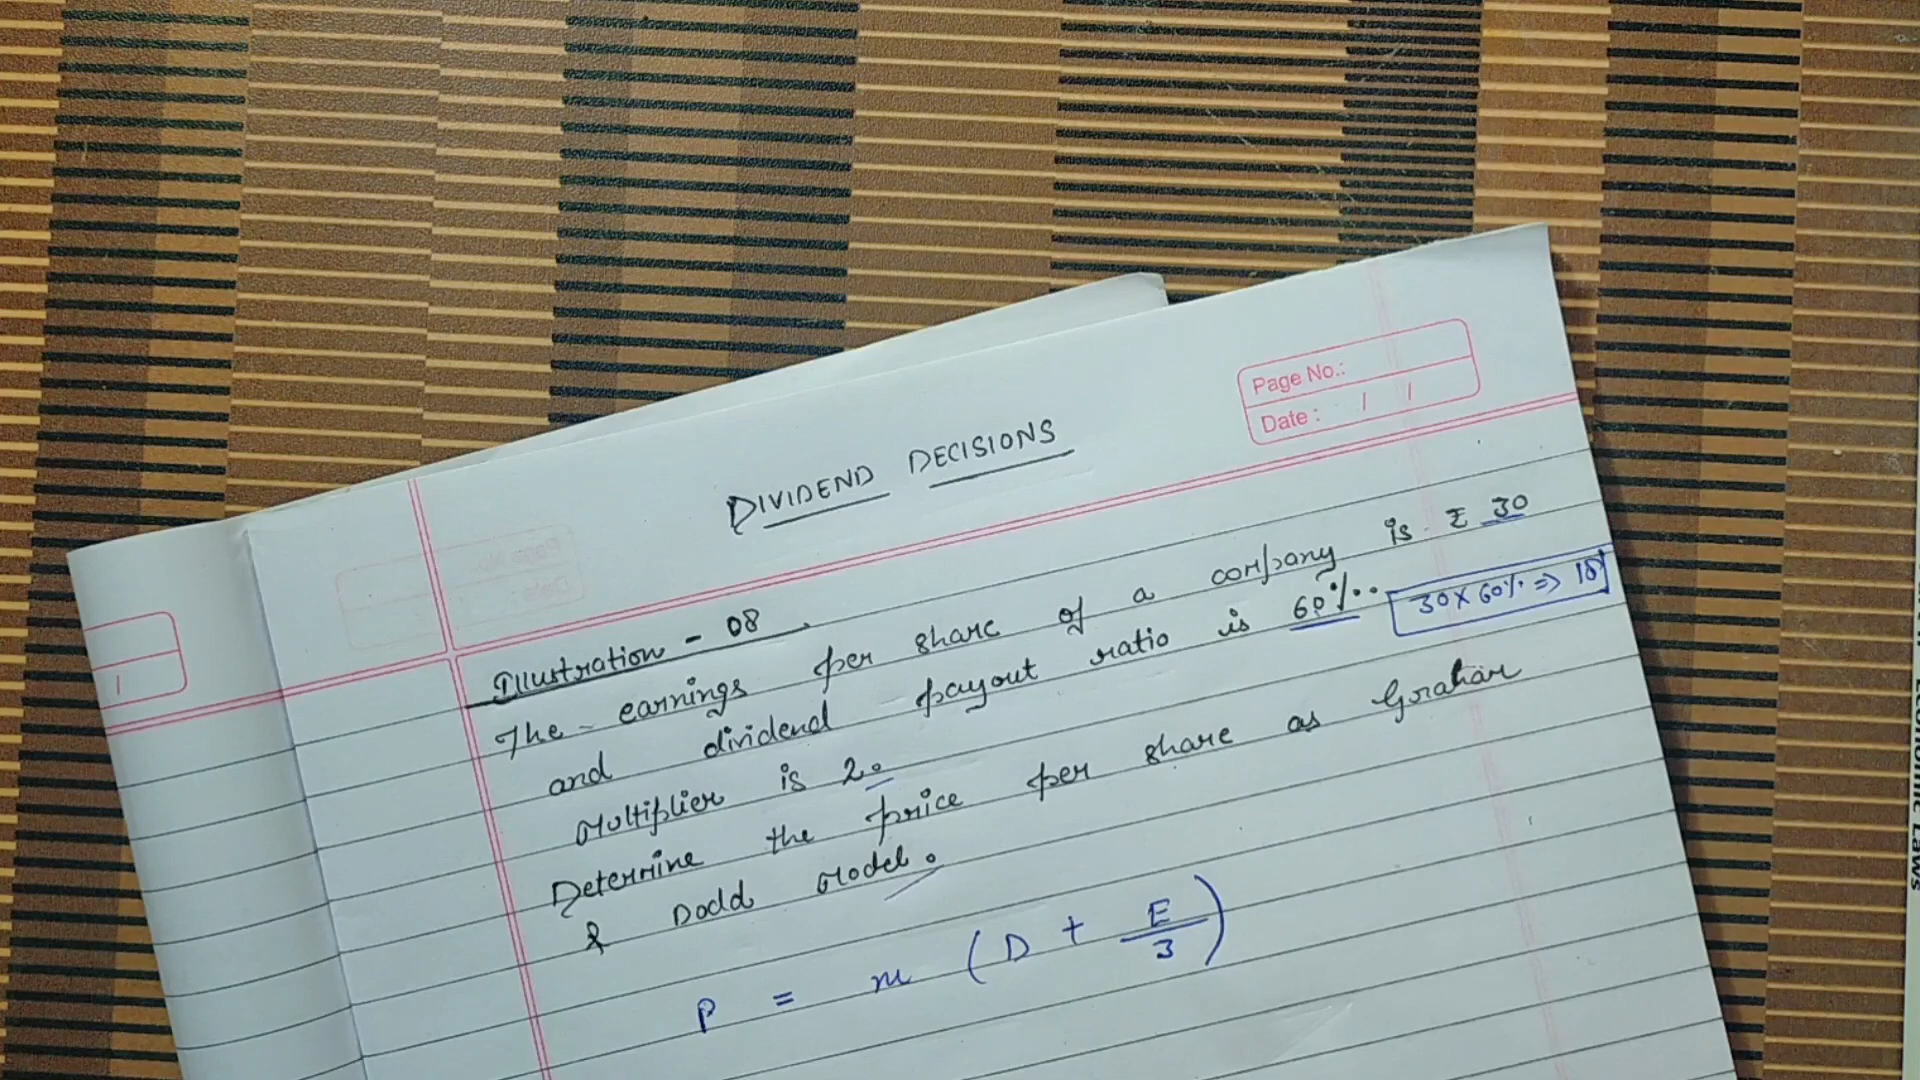 Page No.:
Date : / /
DIVIDEND DECISIONS
Illustration - 08
The earnings per share of a company is ₹ 30
and dividend payout ratio is 60%.
30 x 60% => 18
Multiplier is 2.
Determine the price per share as Graham
& Dodd Model.
P = m (D + E/3)